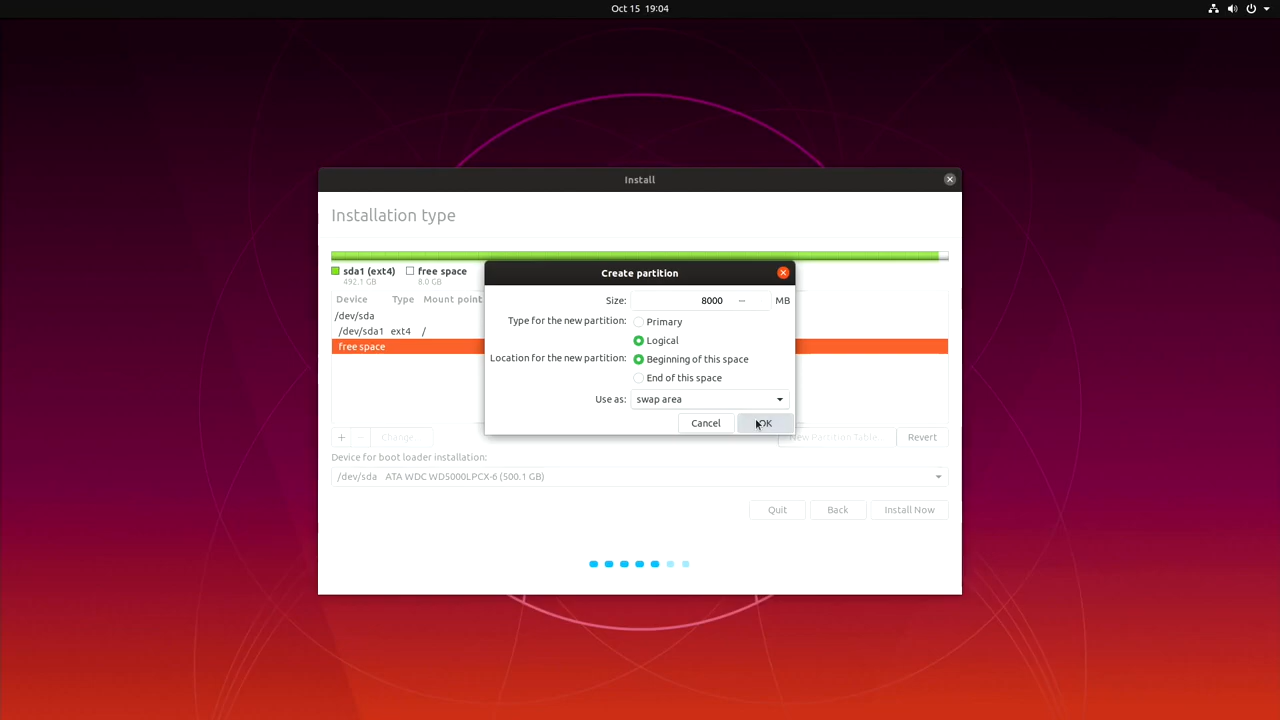 Oct 15 19:04
Install
Installation type
sda1 (ext4) free space
492.1 GB 8.0 GB
Device Type Mount point
/dev/sda
/dev/sda1 ext4 /
free space
Create partition
Size: 8000 MB
Type for the new partition: Primary
Logical
Location for the new partition: Beginning of this space
End of this space
Use as: swap area
Cancel OK
+ − Change... New Partition Table... Revert
Device for boot loader installation:
/dev/sda ATA WDC WD5000LPCX-6 (500.1 GB)
Quit Back Install Now